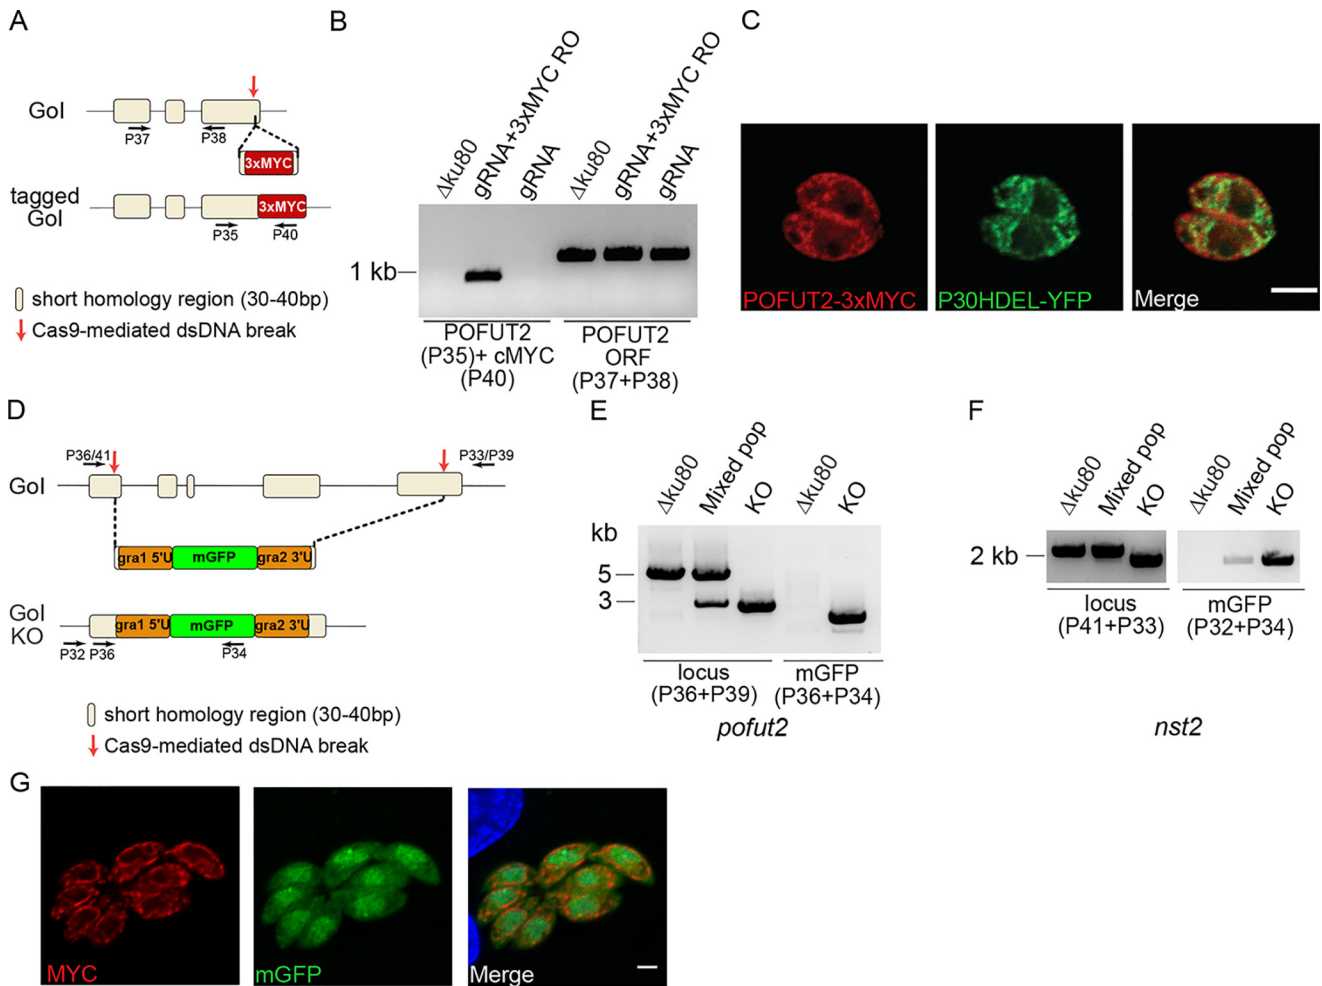 A
GoI
P37
P38
3xMYC
tagged
GoI
3xMYC
P35
P40
short homology region (30-40bp)
Cas9-mediated dsDNA break
B
Δku80
gRNA+3xMYC RO
gRNA
Δku80
gRNA+3xMYC RO
gRNA
1 kb
POFUT2
(P35)+ cMYC
(P40)
POFUT2
ORF
(P37+P38)
C
POFUT2-3xMYC
P30HDEL-YFP
Merge
D
P36/41
P33/P39
GoI
gra1 5'U
mGFP
gra2 3'U
GoI
KO
gra1 5'U
mGFP
gra2 3'U
P32
P36
P34
short homology region (30-40bp)
Cas9-mediated dsDNA break
E
Δku80
Mixed pop
KO
Δku80
KO
kb
5
3
locus
(P36+P39)
mGFP
(P36+P34)
pofut2
F
Δku80
Mixed pop
KO
Δku80
Mixed pop
KO
2 kb
locus
(P41+P33)
mGFP
(P32+P34)
nst2
G
MYC
mGFP
Merge